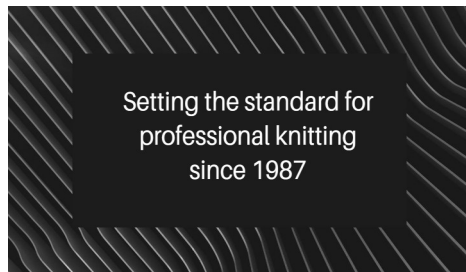 Setting the standard for
professional knitting
since 1987